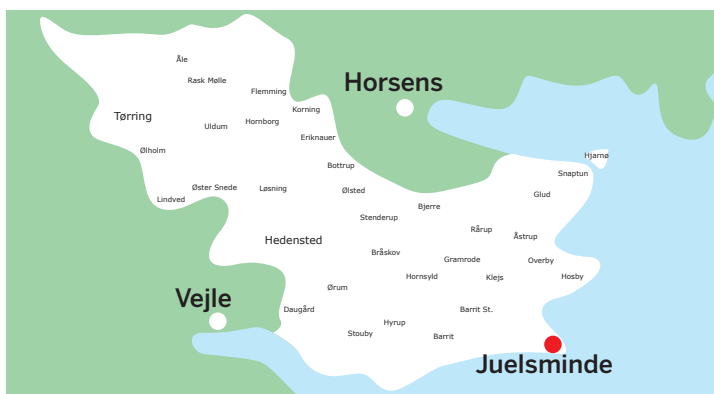 Åle
Rask Mølle
Flemming
Horsens
Korning
Tørring
Hornborg
Uldum
Eriknauer
Ølholm
Hjarnø
Bottrup
Snaptun
Øster Snede
Løsning
Ølsted
Glud
Lindved
Bjerre
Stenderup
Rårup
Åstrup
Hedensted
Bråskov
Gramrode
Overby
Hornsyld
Klejs
Hosby
Ørum
Vejle
Daugård
Barrit St.
Hyrup
Stouby
Barrit
Juelsminde